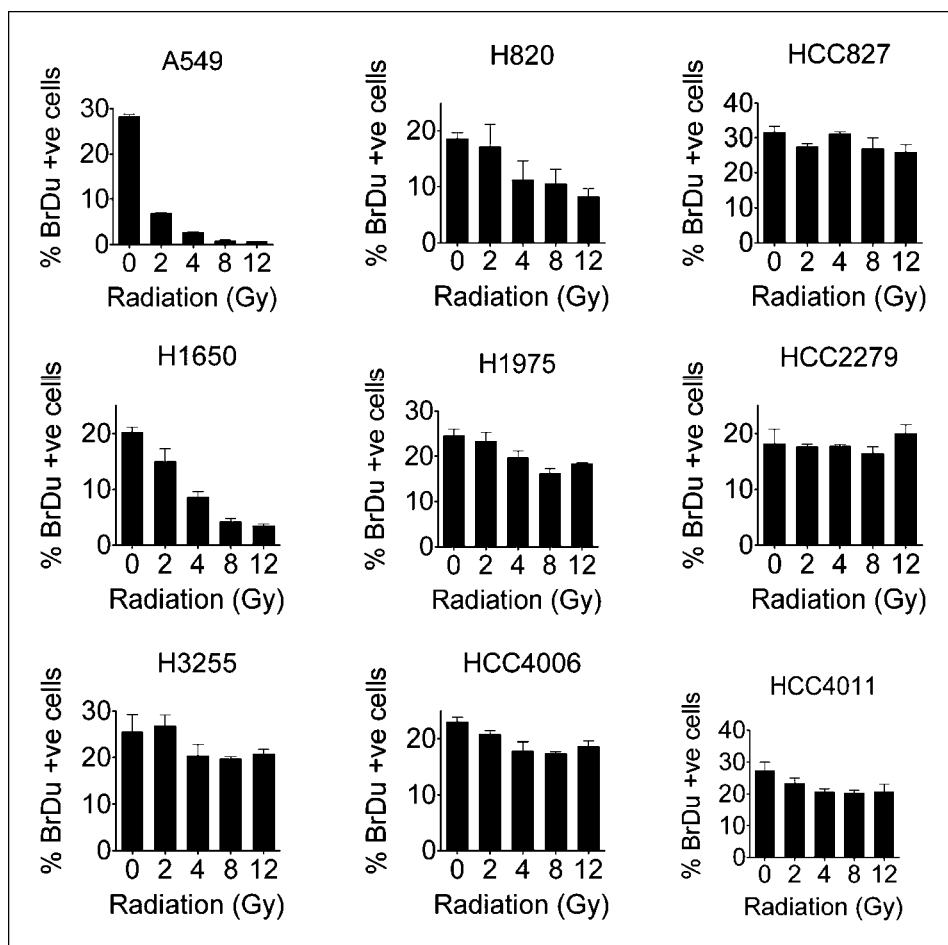 A549
% BrDu +ve cells
30
20
10
0
0 2 4 8 12
Radiation (Gy)
H820
% BrDu +ve cells
20
10
0
0 2 4 8 12
Radiation (Gy)
HCC827
% BrDu +ve cells
40
30
20
10
0
0 2 4 8 12
Radiation (Gy)
H1650
% BrDu +ve cells
20
10
0
0 2 4 8 12
Radiation (Gy)
H1975
% BrDu +ve cells
30
20
10
0
0 2 4 8 12
Radiation (Gy)
HCC2279
% BrDu +ve cells
20
10
0
0 2 4 8 12
Radiation (Gy)
H3255
% BrDu +ve cells
30
20
10
0
0 2 4 8 12
Radiation (Gy)
HCC4006
% BrDu +ve cells
20
10
0
0 2 4 8 12
Radiation (Gy)
HCC4011
% BrDu +ve cells
40
30
20
10
0
0 2 4 8 12
Radiation (Gy)